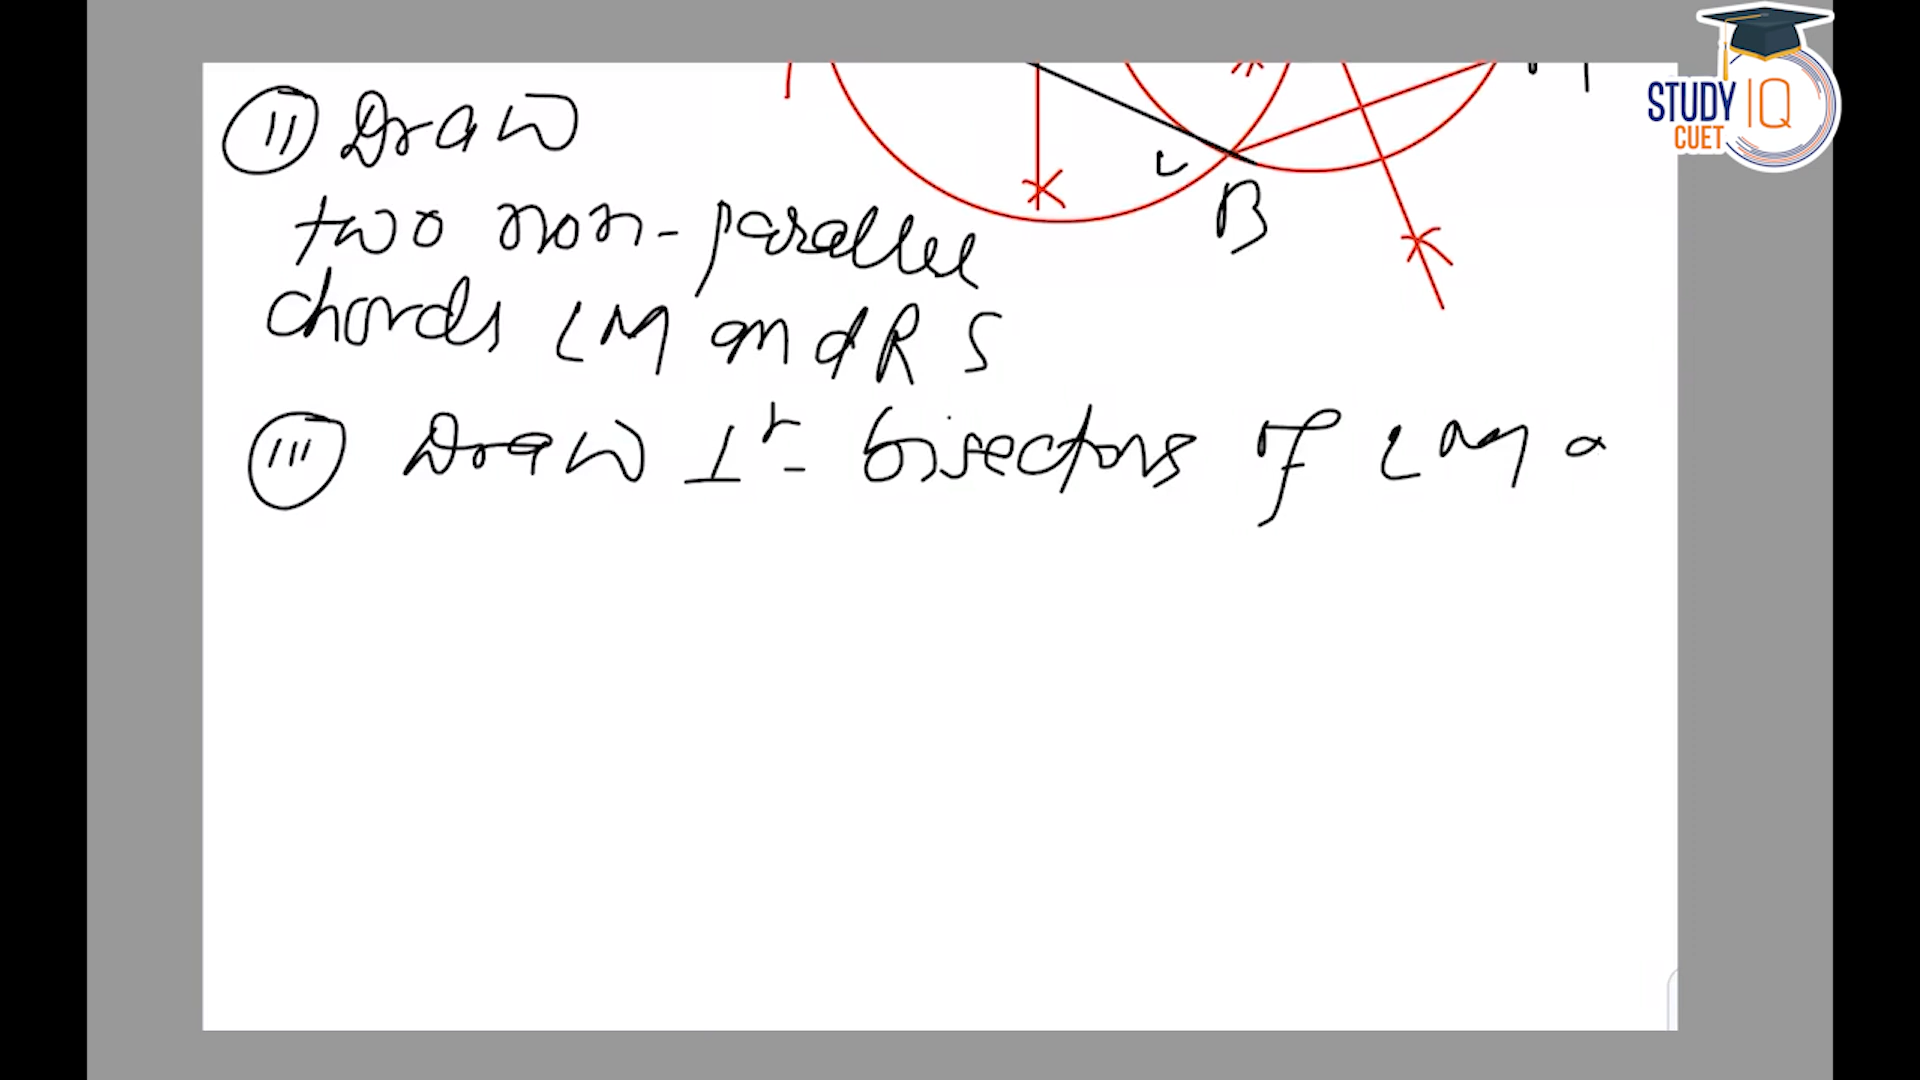 STUDY IQ
CUET
L
B
(II) Draw
two non-parallel
chords LM and RS
(III) Draw ⊥r- bisectors of LM